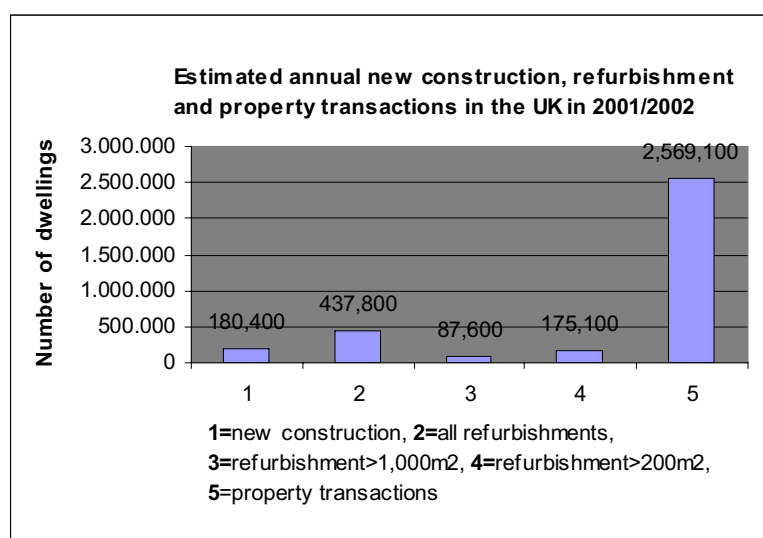 Estimated annual new construction, refurbishment
and property transactions in the UK in 2001/2002
Number of dwellings
3.000.000
2.500.000
2.000.000
1.500.000
1.000.000
500.000
0
180,400
437,800
87,600
175,100
2,569,100
1 2 3 4 5
1=new construction, 2=all refurbishments,
3=refurbishment>1,000m2, 4=refurbishment>200m2,
5=property transactions